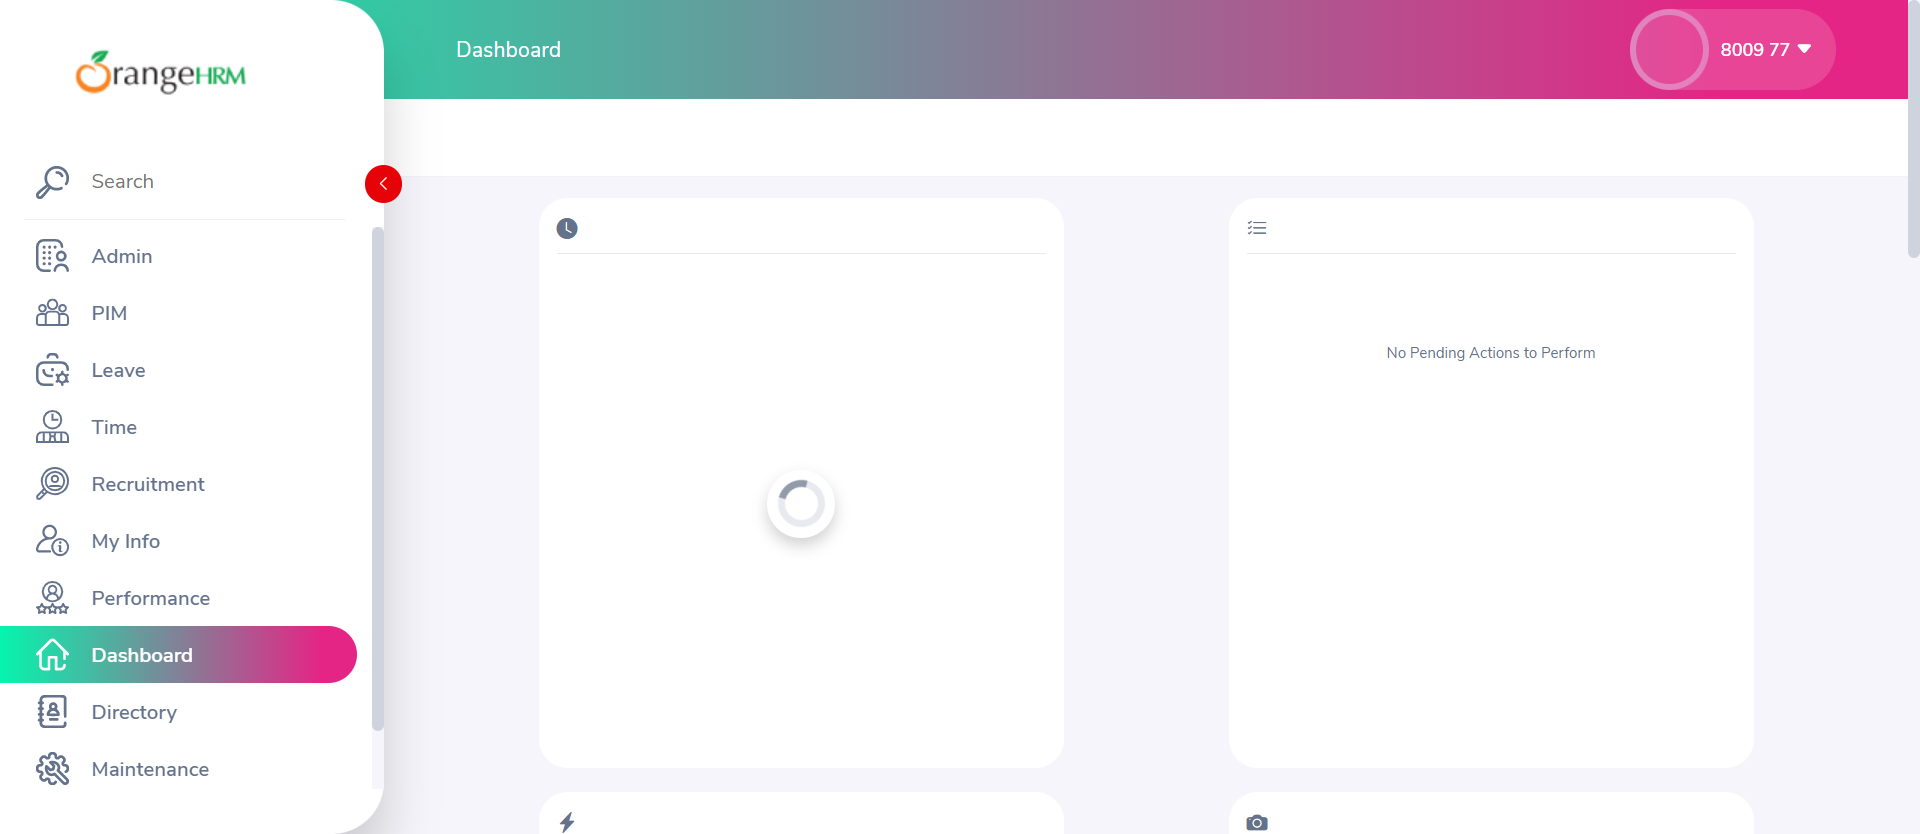 OrangeHRM
Dashboard
8009 77
Search
Admin
PIM
Leave
Time
Recruitment
My Info
Performance
Dashboard
Directory
Maintenance
No Pending Actions to Perform